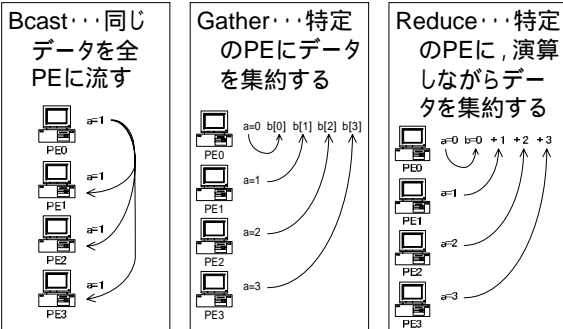 Bcast･･･同じ
データを全
PEに流す
a=1
PE0
a=1
PE1
a=1
PE2
a=1
PE3
Gather･･･特定
のPEにデータ
を集約する
a=0 b[0] b[1] b[2] b[3]
PE0
a=1
PE1
a=2
PE2
a=3
PE3
Reduce･･･特定
のPEに,演算
しながらデー
タを集約する
a=0 b=0 +1 +2 +3
PE0
a=1
PE1
a=2
PE2
a=3
PE3